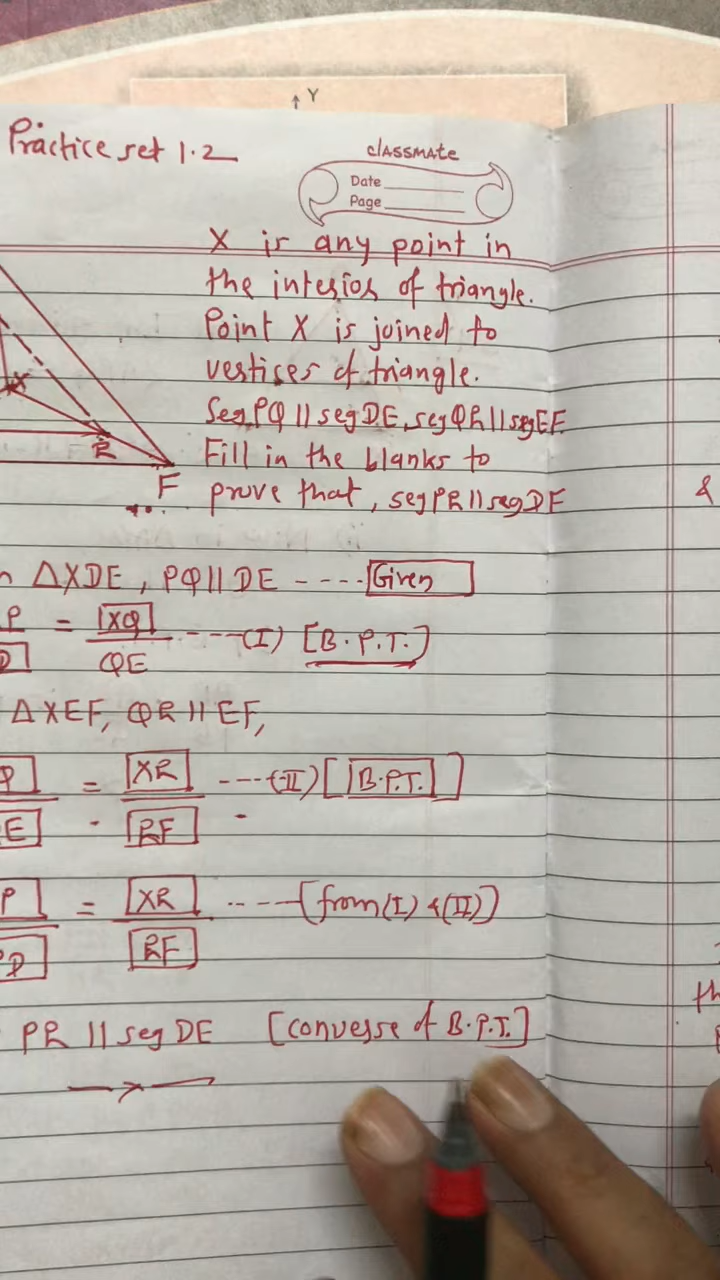 Y
Practice set 1.2
classmate
Date
Page
X is any point in
the interior of triangle.
Point X is joined to
vertices of triangle.
seg PQ || seg DE, seg QR || seg EF
Fill in the blanks to
prove that, seg PR || seg DF
X
R
F
ΔXDE, PQ || DE ---- Given
P = XQ ---- (I) [B.P.T.]
D QE
ΔXEF, QR || EF,
Q = XR ---- (II) [B.P.T.]
E RF
P = XR ---- [from (I) & (II)]
PD RF
PR || seg DE [converse of B.P.T.]
&
th